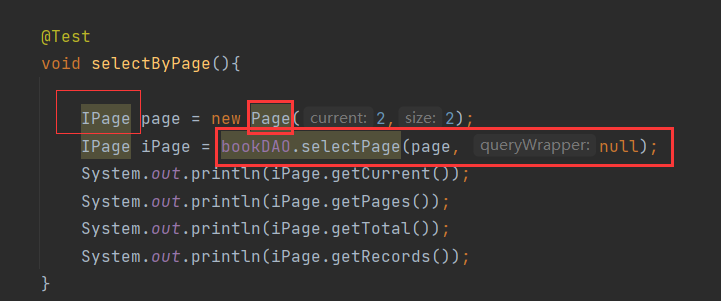 @Test
void selectByPage(){
IPage page = new Page( current: 2, size: 2);
IPage iPage = bookDAO.selectPage(page, queryWrapper: null);
System.out.println(iPage.getCurrent());
System.out.println(iPage.getPages());
System.out.println(iPage.getTotal());
System.out.println(iPage.getRecords());
}